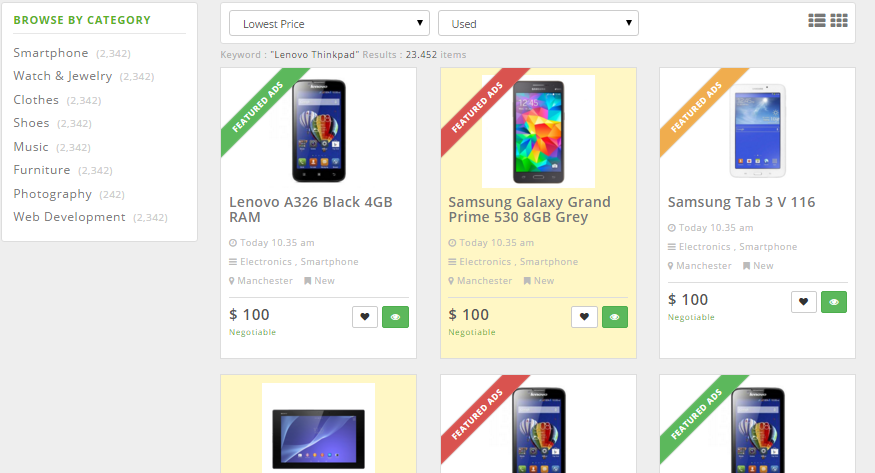 BROWSE BY CATEGORY
Smartphone (2,342)
Watch & Jewelry (2,342)
Clothes (2,342)
Shoes (2,342)
Music (2,342)
Furniture (2,342)
Photography (242)
Web Development (2,342)
Lowest Price
Used
Keyword : "Lenovo Thinkpad" Results : 23.452 items
FEATURED ADS
Lenovo A326 Black 4GB
RAM
Today 10.35 am
Electronics , Smartphone
Manchester New
$ 100
Negotiable
FEATURED ADS
12:45
Samsung Galaxy Grand
Prime 530 8GB Grey
Today 10.35 am
Electronics , Smartphone
Manchester New
$ 100
Negotiable
FEATURED ADS
Samsung Tab 3 V 116
Today 10.35 am
Electronics , Smartphone
Manchester New
$ 100
Negotiable
FEATURED ADS
FEATURED ADS